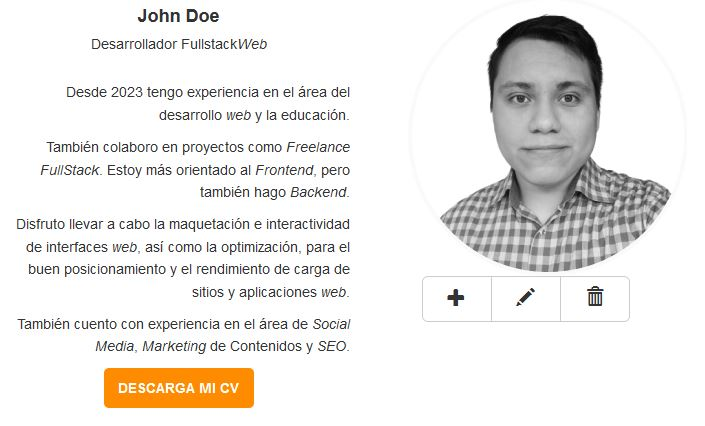 John Doe
Desarrollador FullstackWeb
Desde 2023 tengo experiencia en el área del
desarrollo web y la educación.
También colaboro en proyectos como Freelance
FullStack. Estoy más orientado al Frontend, pero
también hago Backend.
Disfruto llevar a cabo la maquetación e interactividad
de interfaces web, así como la optimización, para el
buen posicionamiento y el rendimiento de carga de
sitios y aplicaciones web.
También cuento con experiencia en el área de Social
Media, Marketing de Contenidos y SEO.
DESCARGA MI CV